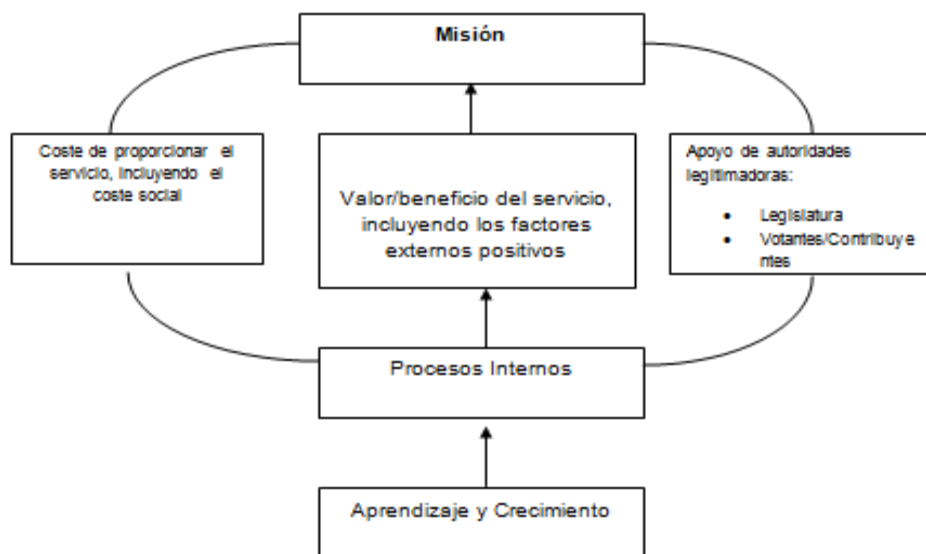 Misión
Coste de proporcionar el
servicio, incluyendo el
coste social
Valor/beneficio del servicio,
incluyendo los factores
externos positivos
Apoyo de autoridades
legitimadoras:
• Legislatura
• Votantes/Contribuye
ntes
Procesos Internos
Aprendizaje y Crecimiento